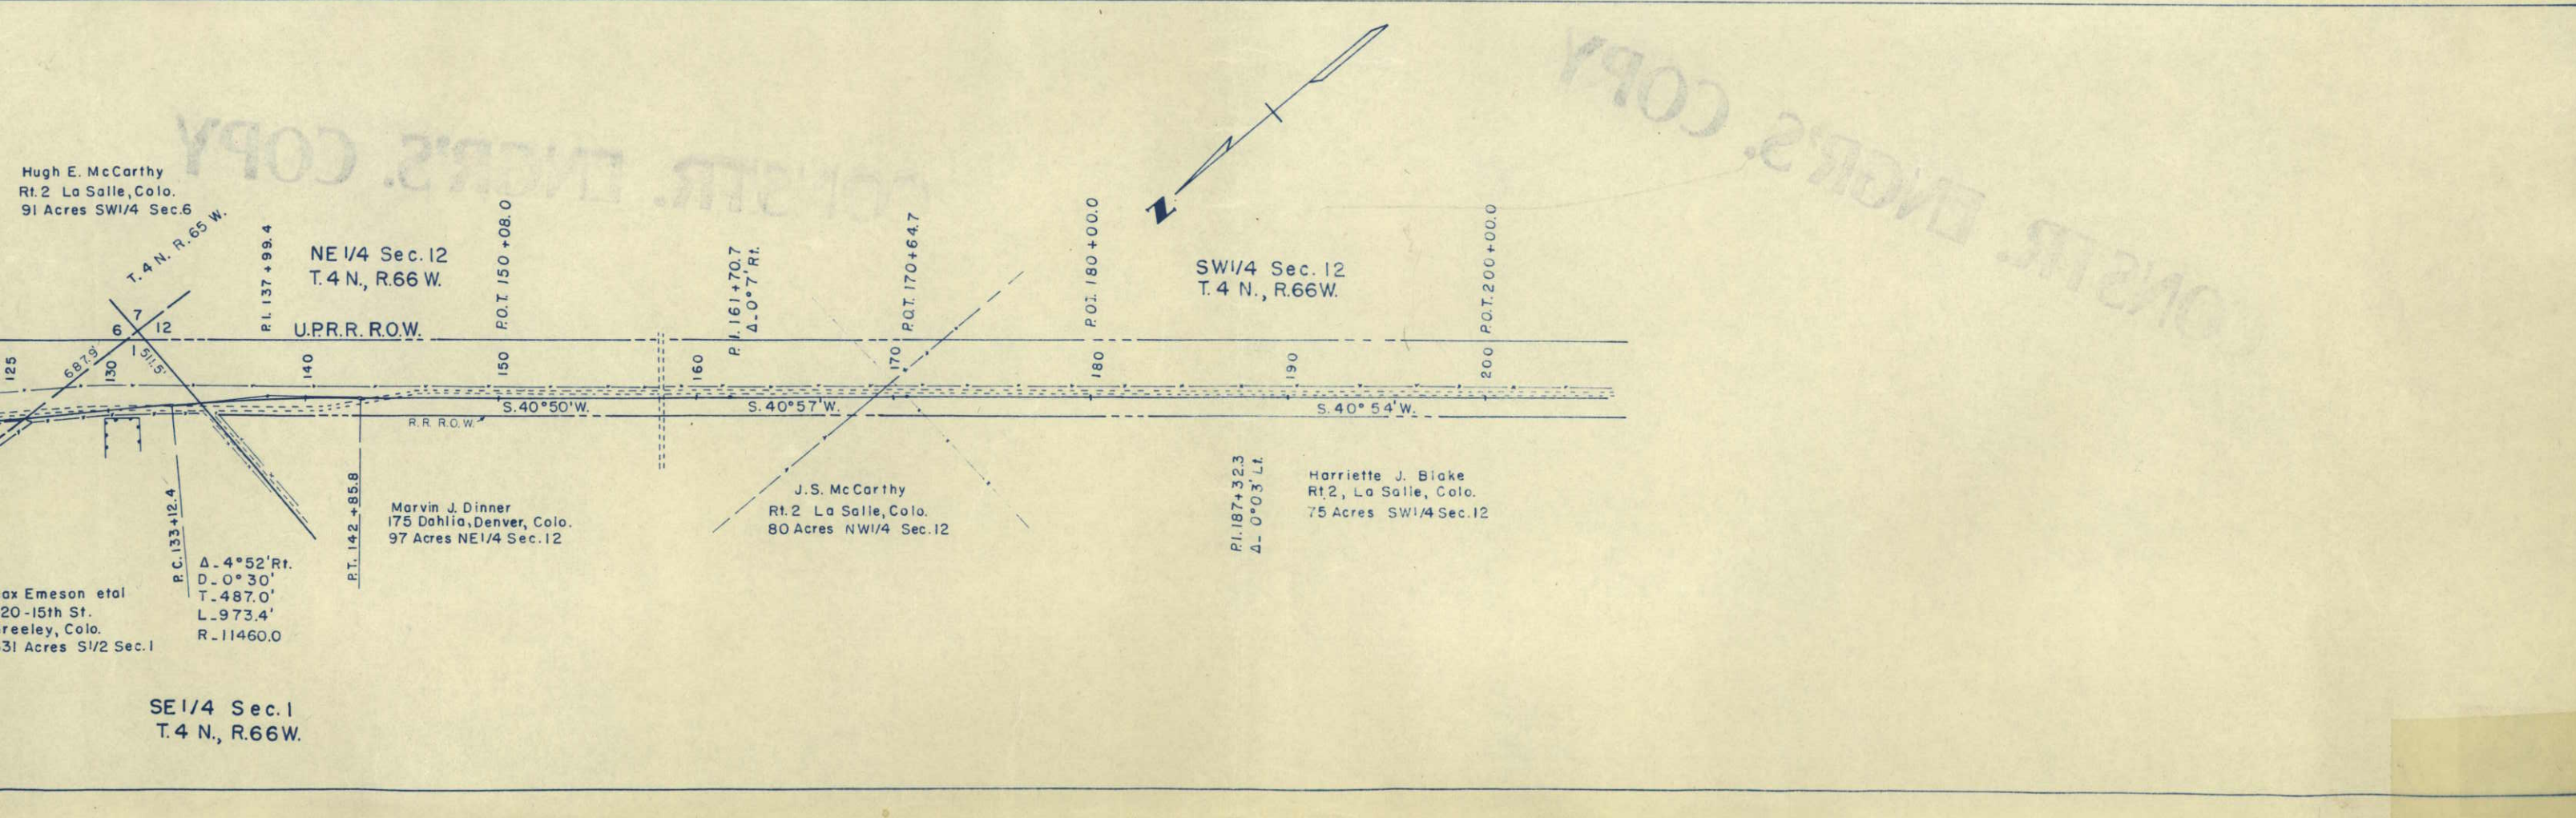 CONSTR. ENGR'S. COPY
CONSTR. ENGR'S. COPY
N
Hugh E. McCarthy
Rt. 2 La Salle, Colo.
91 Acres SW1/4 Sec.6
T. 4 N. R. 65 W.
P.I. 137 +99.4
NE 1/4 Sec. 12
T. 4 N., R.66 W.
P.O.T. 150 +08.0
P.I. 161+70.7
Δ- 0°7' Rt.
P.O.T. 170+64.7
P.O.T. 180+00.0
SW1/4 Sec. 12
T. 4 N., R.66W.
P.O.T. 200+00.0
7
6
12
1
U.P.R.R. R.O.W.
687.9'
511.5'
125
130
140
150
160
170
180
190
200
S. 40°50' W.
S. 40°57' W.
S. 40° 54' W.
R.R. R.O.W.
P.C. 133+12.4
P.T. 142 +85.8
Marvin J. Dinner
175 Dahlia, Denver, Colo.
97 Acres NE1/4 Sec.12
J.S. McCarthy
Rt. 2 La Salle, Colo.
80 Acres NW1/4 Sec.12
P.I. 187+32.3
Δ- 0°03' Lt.
Harriette J. Blake
Rt.2, La Salle, Colo.
75 Acres SW1/4 Sec.12
Δ- 4°52' Rt.
D- 0° 30'
T- 487.0'
L- 973.4'
R- 11460.0
ax Emeson etal
20-15th St.
reeley, Colo.
31 Acres S1/2 Sec.1
SE1/4 Sec. 1
T. 4 N., R.66W.